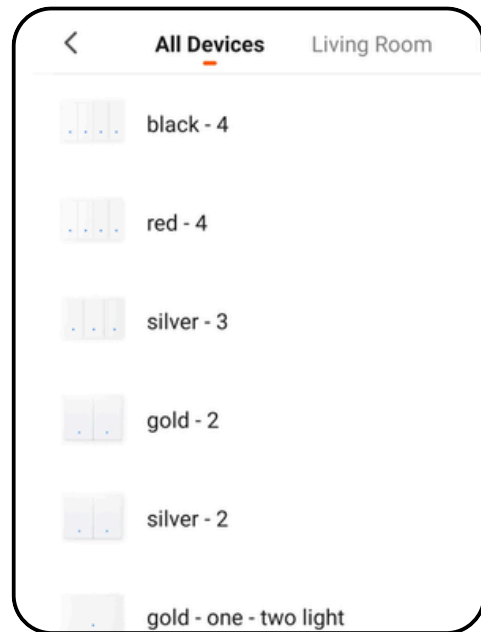 All Devices Living Room
black - 4
red - 4
silver - 3
gold - 2
silver - 2
gold - one - two light